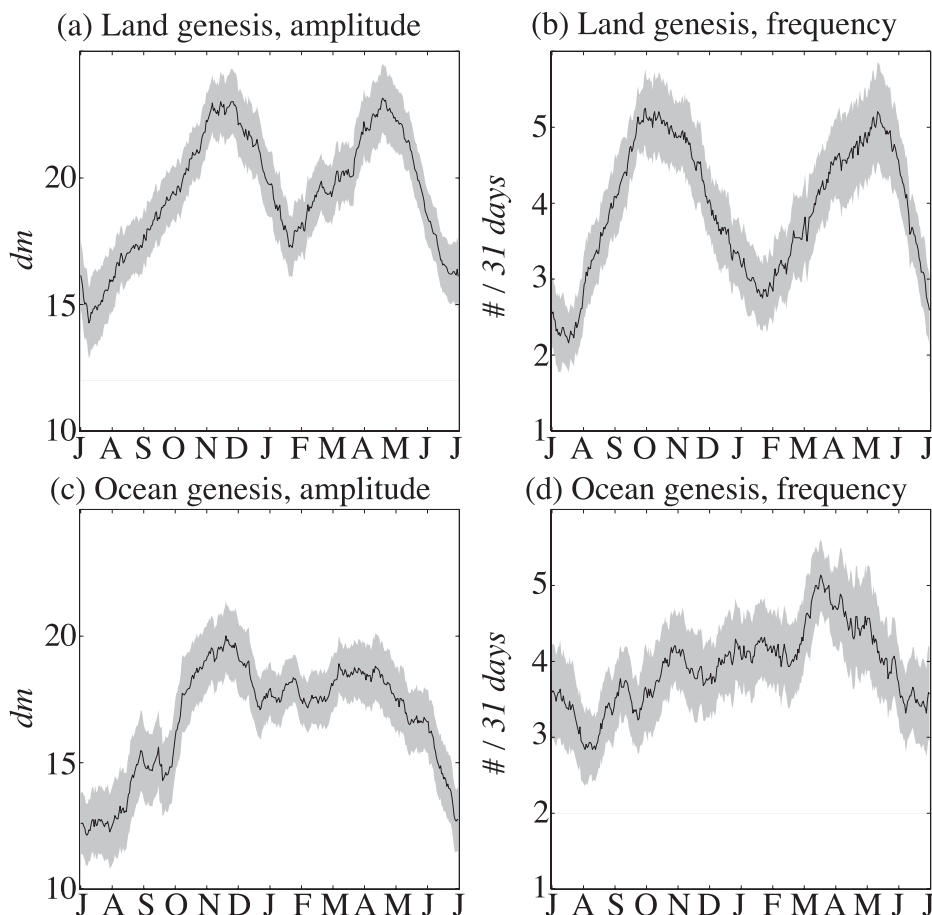 (a) Land genesis, amplitude
dm
20
15
10
J A S O N D J F M A M J J
(b) Land genesis, frequency
# / 31 days
5
4
3
2
1
J A S O N D J F M A M J J
(c) Ocean genesis, amplitude
dm
20
15
10
J A S O N D J F M A M J J
(d) Ocean genesis, frequency
# / 31 days
5
4
3
2
1
J A S O N D J F M A M J J